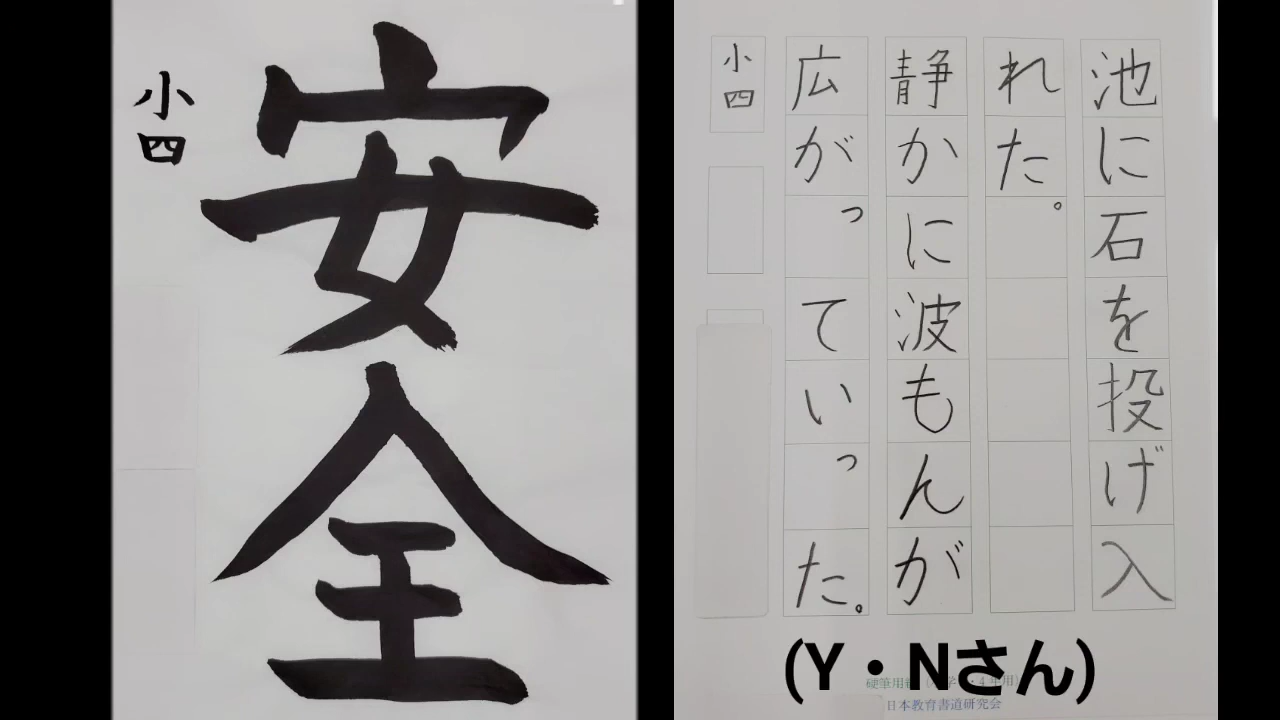 安全
小四
池に石を投げ入
れた。
静かに波もんが
広がっていった。
小四
(Y・Nさん)
日本教育書道研究会